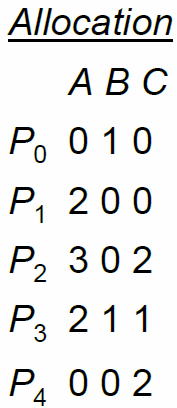 Allocation
A B C
P0 0 1 0
P1 2 0 0
P2 3 0 2
P3 2 1 1
P4 0 0 2